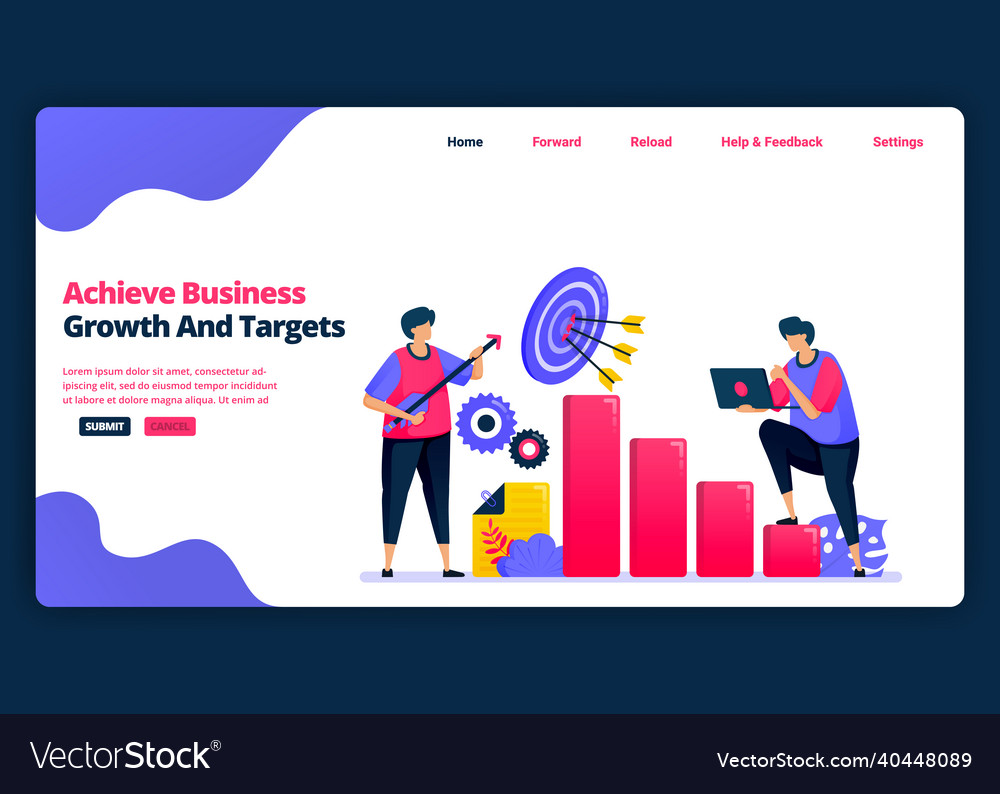 Home Forward Reload Help & Feedback Settings
Achieve Business
Growth And Targets
Lorem ipsum dolor sit amet, consectetur ad-
ipiscing elit, sed do eiusmod tempor incididunt
ut labore et dolore magna aliqua. Ut enim ad
SUBMIT CANCEL
VectorStock®
VectorStock.com/40448089